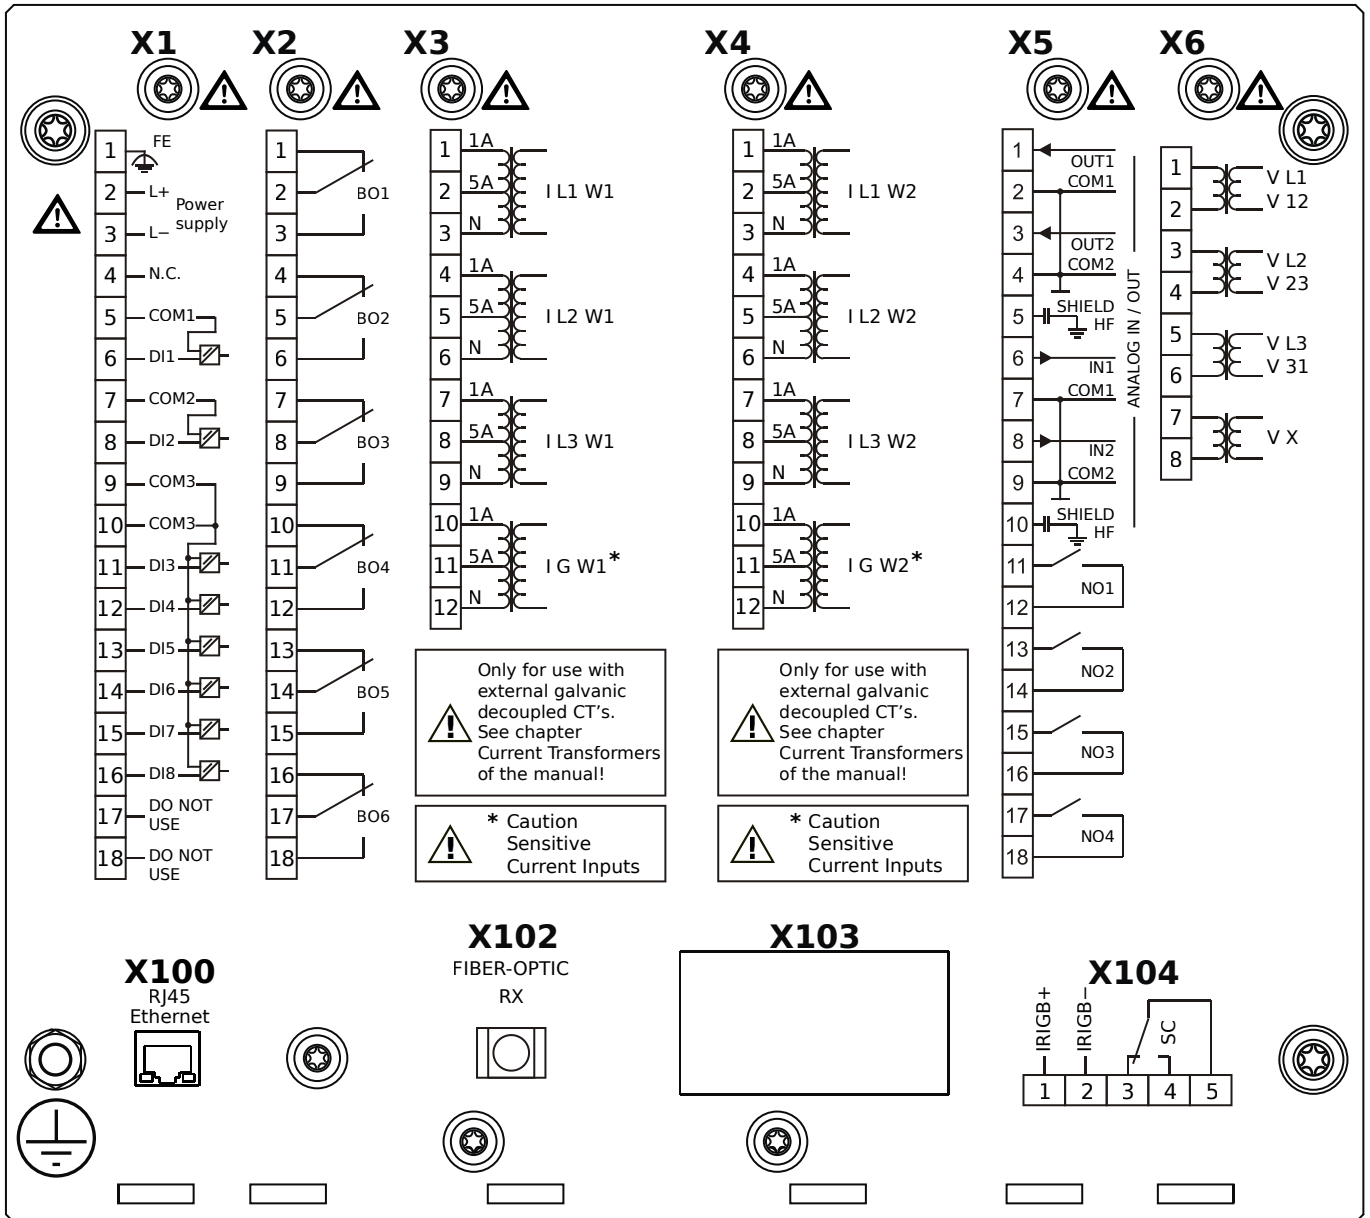 X1
X2
X3
X4
X5
X6
1
FE
2
L+
Power
supply
3
L−
4
N.C.
5
COM1
6
DI1
7
COM2
8
DI2
9
COM3
10
COM3
11
DI3
12
DI4
13
DI5
14
DI6
15
DI7
16
DI8
17
DO NOT
USE
18
DO NOT
USE
1
2
BO1
3
4
5
BO2
6
7
8
BO3
9
10
11
BO4
12
13
14
BO5
15
16
17
BO6
18
1
1A
2
5A
I L1 W1
3
N
4
1A
5
5A
I L2 W1
6
N
7
1A
8
5A
I L3 W1
9
N
10
1A
11
5A
I G W1*
12
N
Only for use with
external galvanic
decoupled CT's.
See chapter
Current Transformers
of the manual!
* Caution
Sensitive
Current Inputs
1
1A
2
5A
I L1 W2
3
N
4
1A
5
5A
I L2 W2
6
N
7
1A
8
5A
I L3 W2
9
N
10
1A
11
5A
I G W2*
12
N
Only for use with
external galvanic
decoupled CT's.
See chapter
Current Transformers
of the manual!
* Caution
Sensitive
Current Inputs
1
OUT1
2
COM1
3
OUT2
4
COM2
5
SHIELD
HF
6
IN1
7
COM1
8
IN2
9
COM2
10
SHIELD
HF
ANALOG IN / OUT
11
NO1
12
13
NO2
14
15
NO3
16
17
NO4
18
1
V L1
2
V 12
3
V L2
4
V 23
5
V L3
6
V 31
7
V X
8
X100
RJ45
Ethernet
X102
FIBER-OPTIC
RX
X103
X104
IRIGB+
IRIGB−
SC
1
2
3
4
5